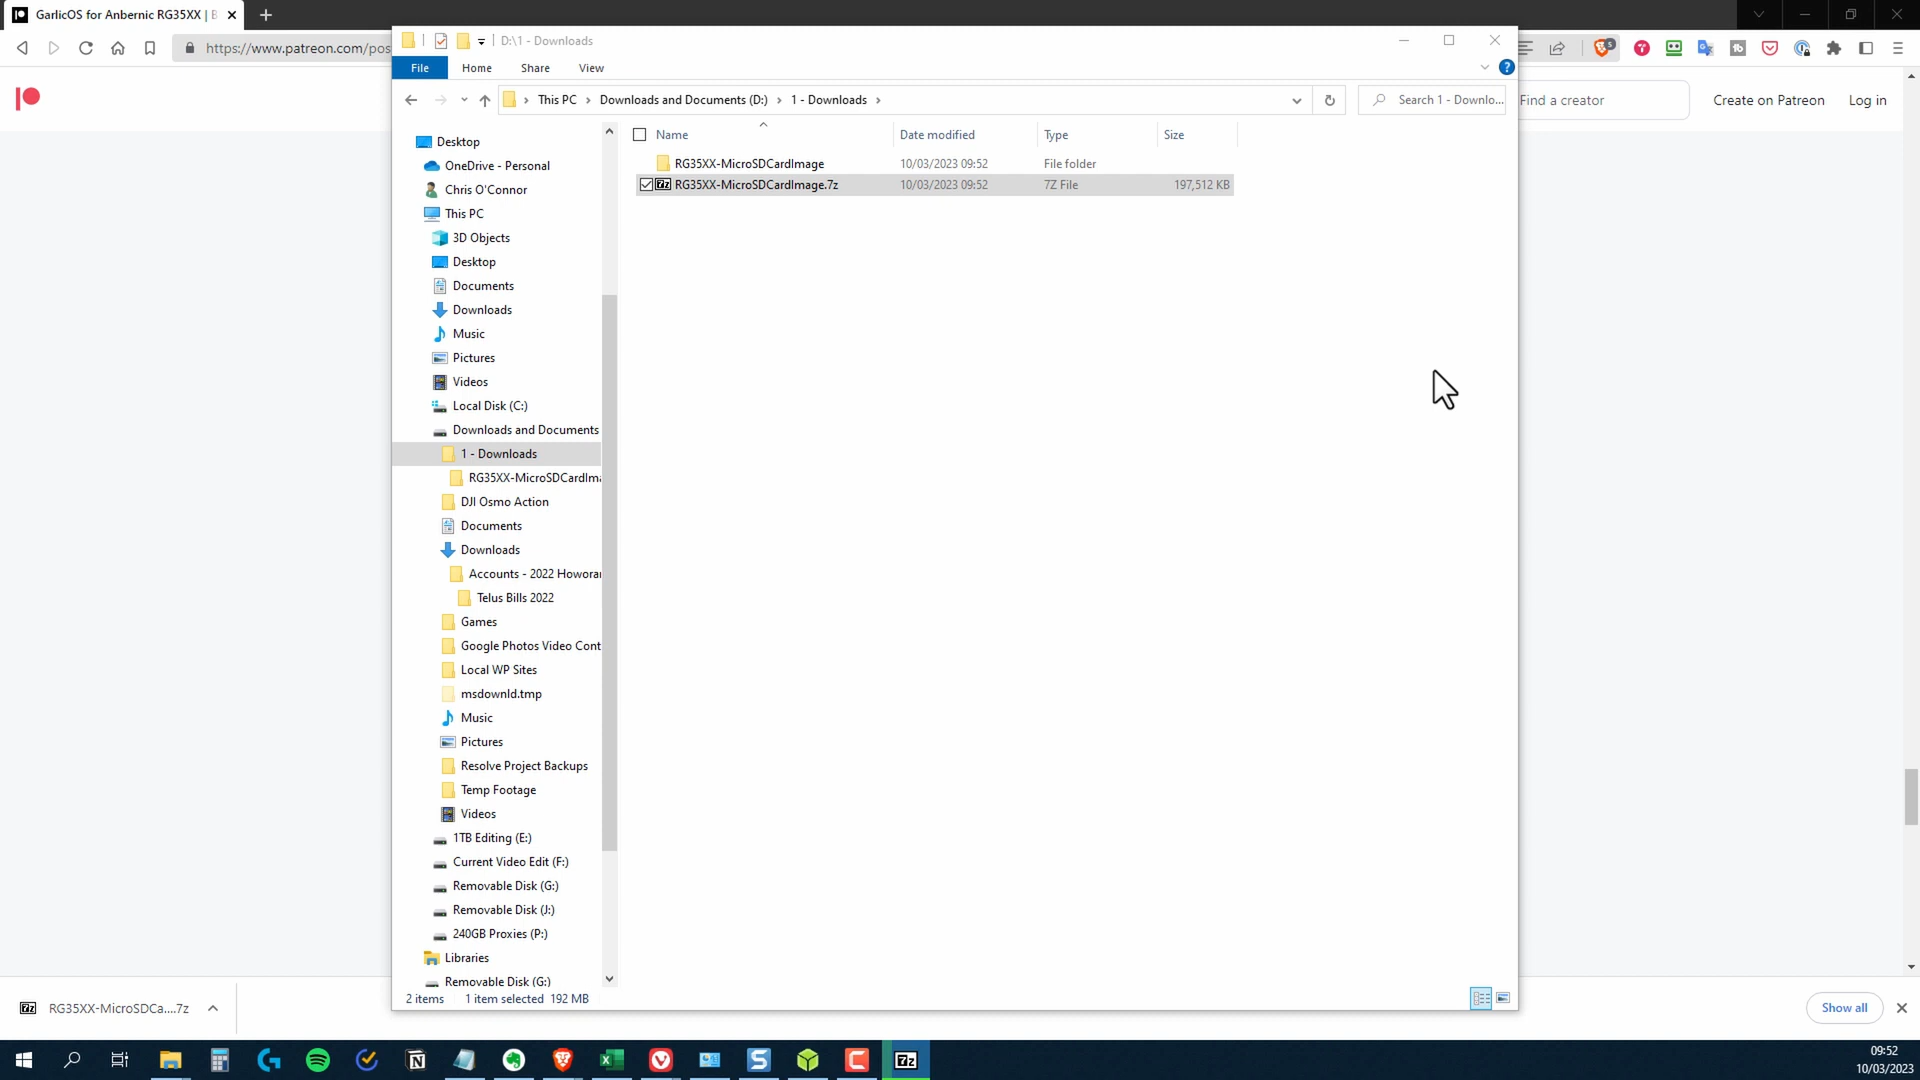 GarlicOS for Anbernic RG35XX | B
https://www.patreon.com/pos
D:\1 - Downloads
File Home Share View
This PC Downloads and Documents (D:) 1 - Downloads
Search 1 - Downlo...
Find a creator
Create on Patreon
Log in
Name Date modified Type Size
RG35XX-MicroSDCardImage 10/03/2023 09:52 File folder
RG35XX-MicroSDCardImage.7z 10/03/2023 09:52 7Z File 197,512 KB
Desktop
OneDrive - Personal
Chris O'Connor
This PC
3D Objects
Desktop
Documents
Downloads
Music
Pictures
Videos
Local Disk (C:)
Downloads and Documents
1 - Downloads
RG35XX-MicroSDCardIma
DJI Osmo Action
Documents
Downloads
Accounts - 2022 Howorar
Telus Bills 2022
Games
Google Photos Video Cont
Local WP Sites
msdownld.tmp
Music
Pictures
Resolve Project Backups
Temp Footage
Videos
1TB Editing (E:)
Current Video Edit (F:)
Removable Disk (G:)
Removable Disk (J:)
240GB Proxies (P:)
Libraries
Removable Disk (G:)
2 items 1 item selected 192 MB
RG35XX-MicroSDCa....7z
Show all
09:52
10/03/2023